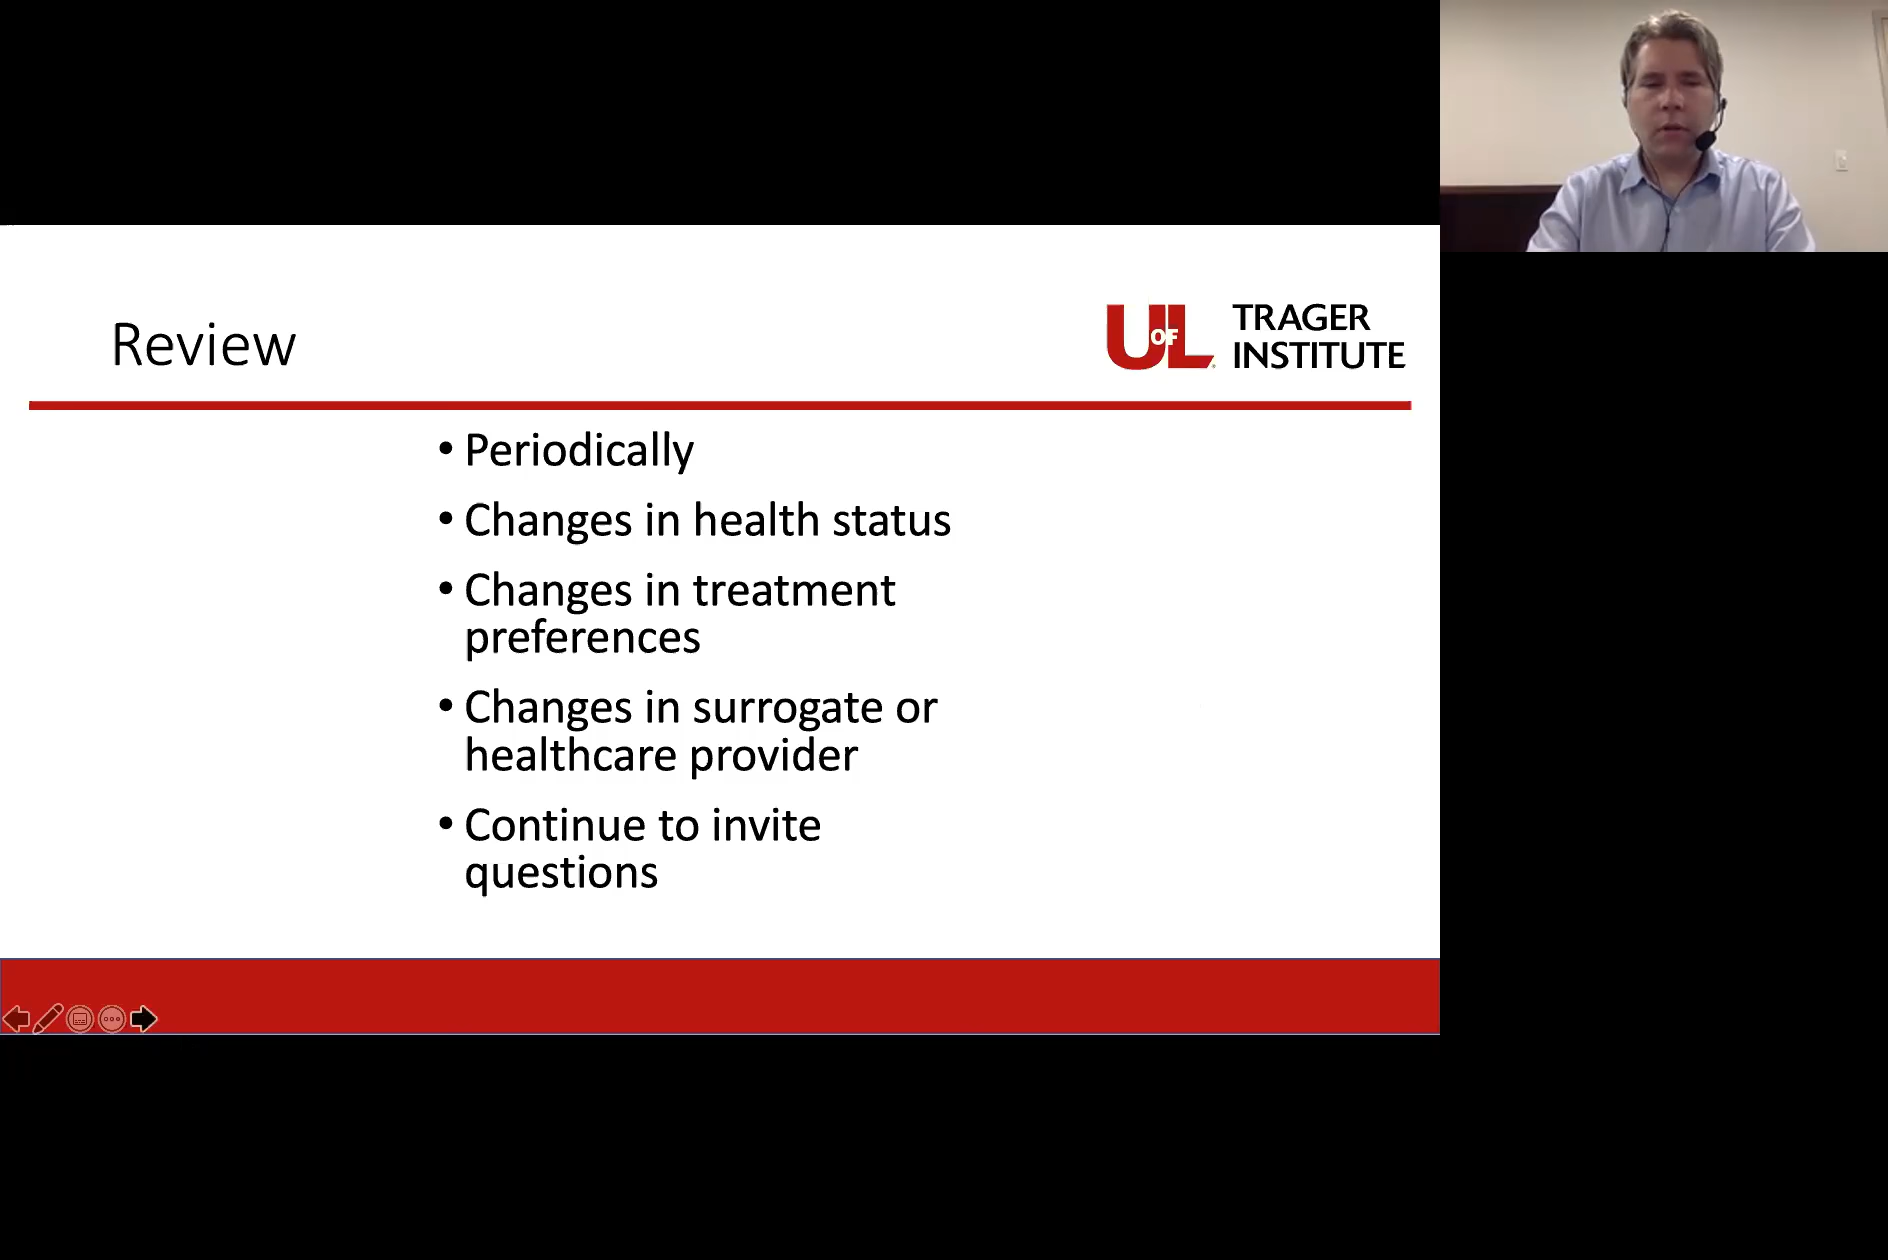 Review
UOFL
TRAGER
INSTITUTE
• Periodically
• Changes in health status
• Changes in treatment
preferences
• Changes in surrogate or
healthcare provider
• Continue to invite
questions